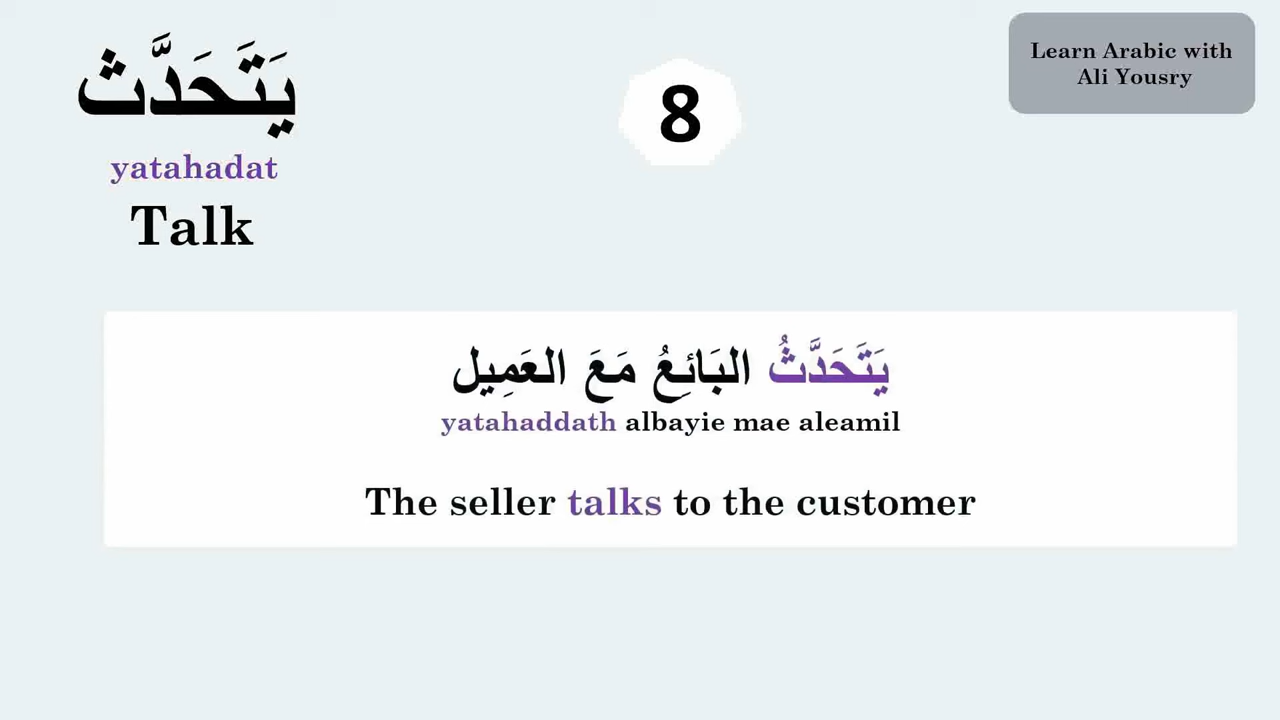 يَتَحَدَّث
yatahadat
Talk
8
Learn Arabic with
Ali Yousry
يَتَحَدَّثُ البَائِعُ مَعَ العَمِيل
yatahaddath albayie mae aleamil
The seller talks to the customer